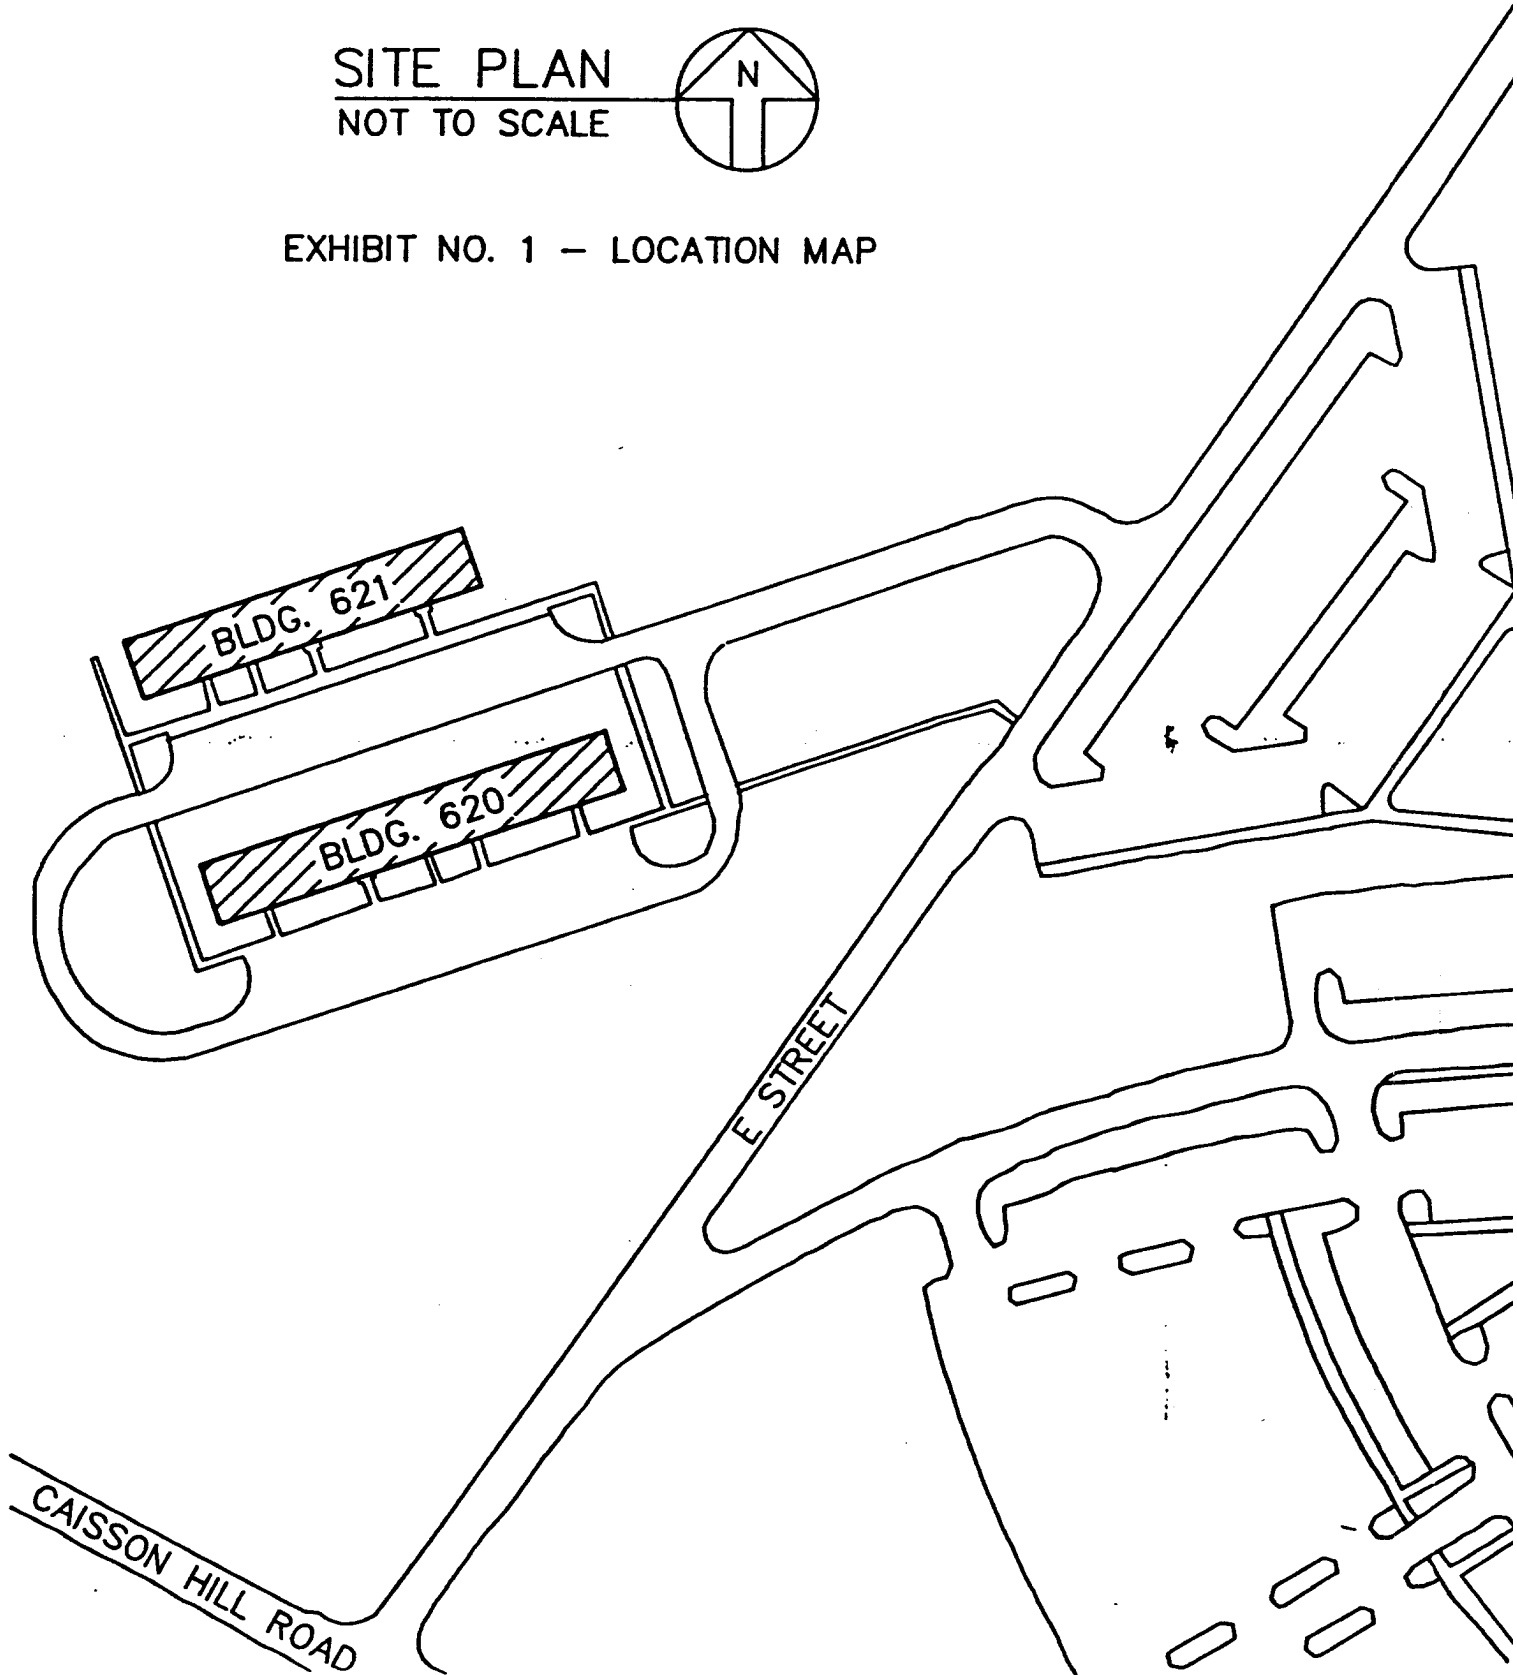 SITE PLAN
N
NOT TO SCALE
EXHIBIT NO. 1 – LOCATION MAP
BLDG. 621
BLDG. 620
E STREET
CAISSON HILL ROAD